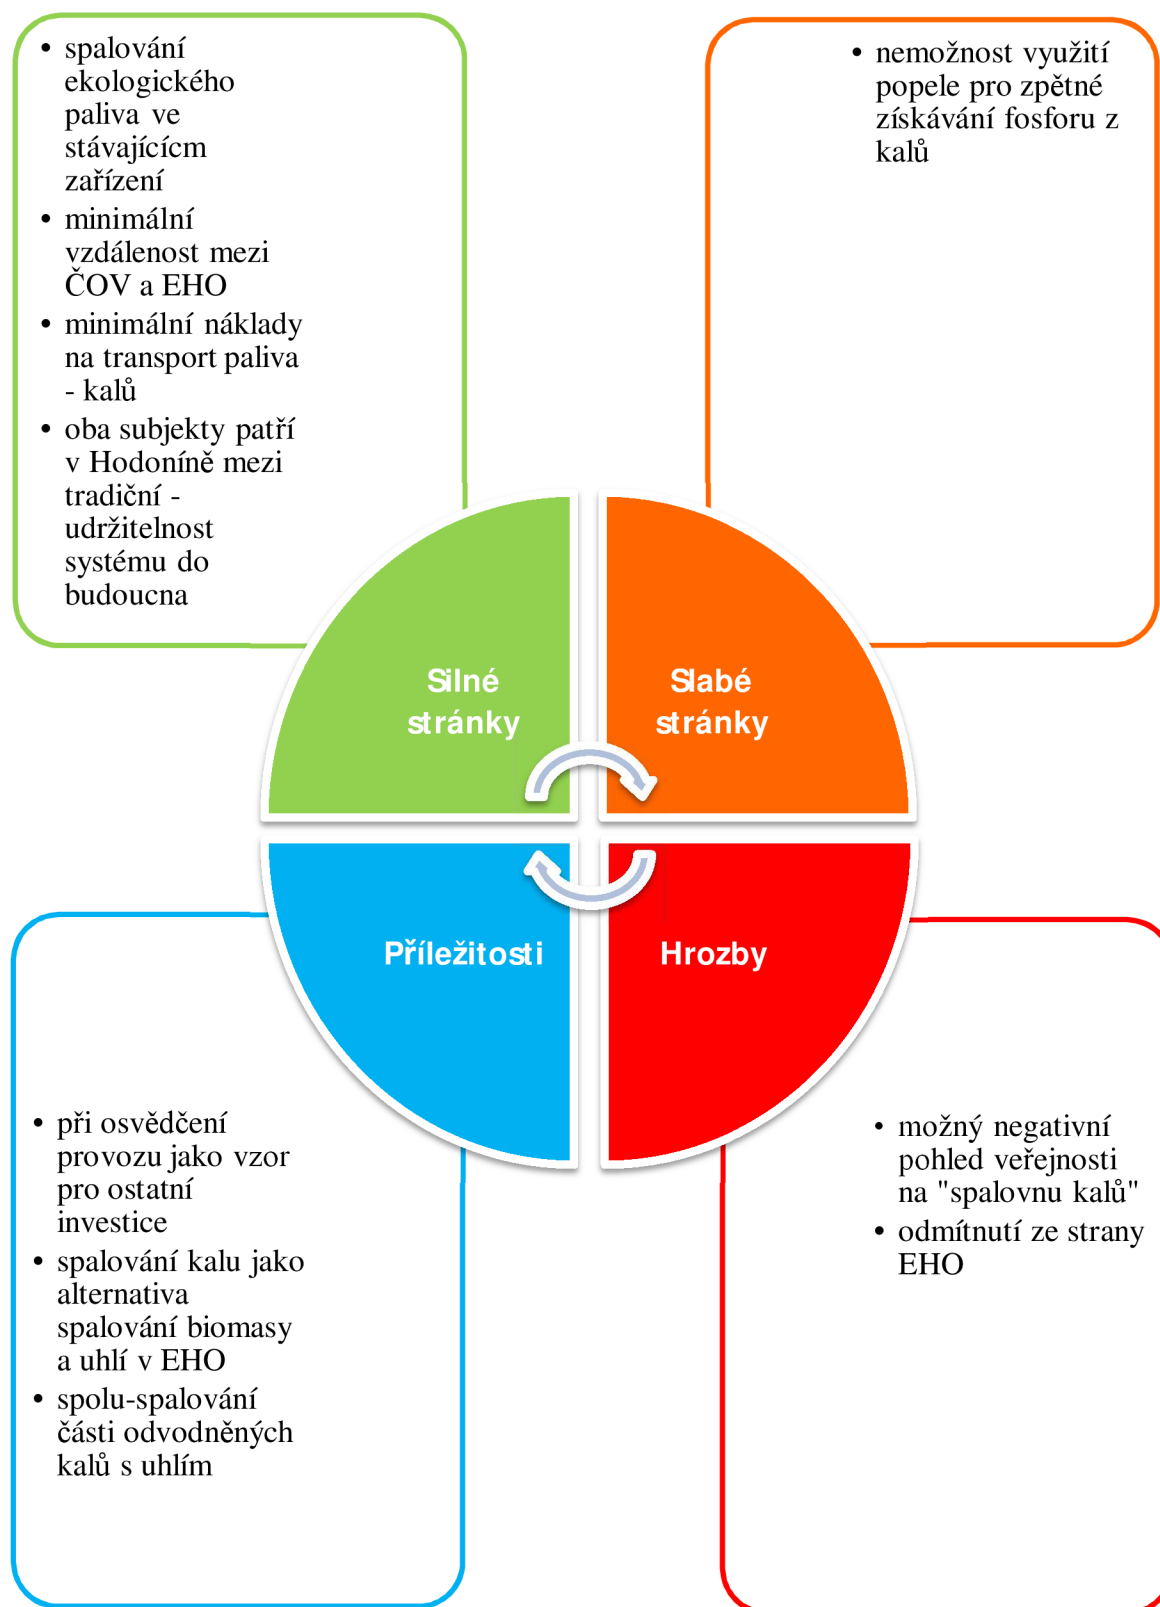 • spalování
ekologického
paliva ve
stávajícícm
zařízení
• minimální
vzdálenost mezi
ČOV a EHO
• minimální náklady
na transport paliva
- kalů
• oba subjekty patří
v Hodoníně mezi
tradiční -
udržitelnost
systému do
budoucna
• nemožnost využití
popele pro zpětné
získávání fosforu z
kalů
Silné
stránky
Slabé
stránky
Příležitosti
Hrozby
• při osvědčení
provozu jako vzor
pro ostatní
investice
• spalování kalu jako
alternativa
spalování biomasy
a uhlí v EHO
• spolu-spalování
části odvodněných
kalů s uhlím
• možný negativní
pohled veřejnosti
na "spalovnu kalů"
• odmítnutí ze strany
EHO